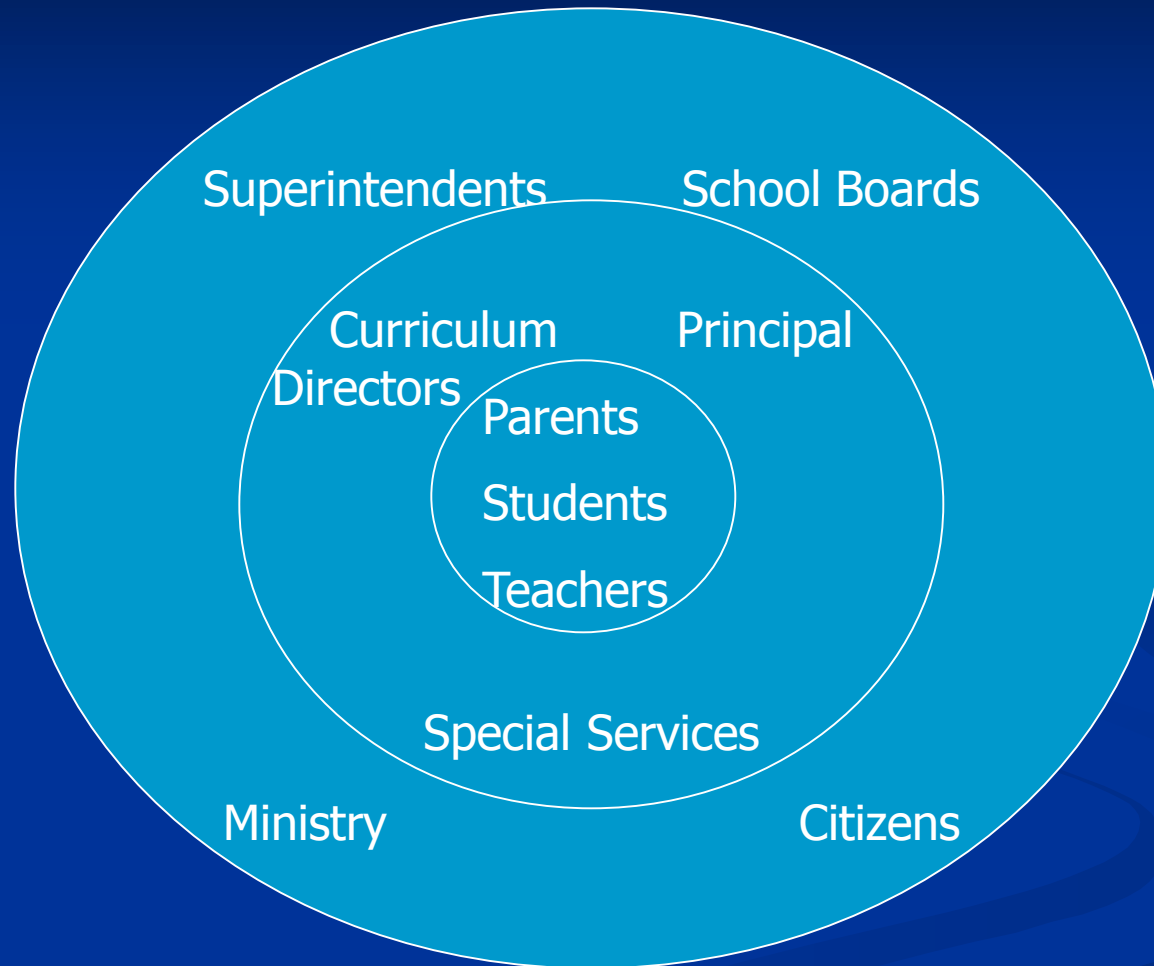 Superintendents
School Boards
Curriculum
Directors
Principal
Parents
Students
Teachers
Special Services
Ministry
Citizens